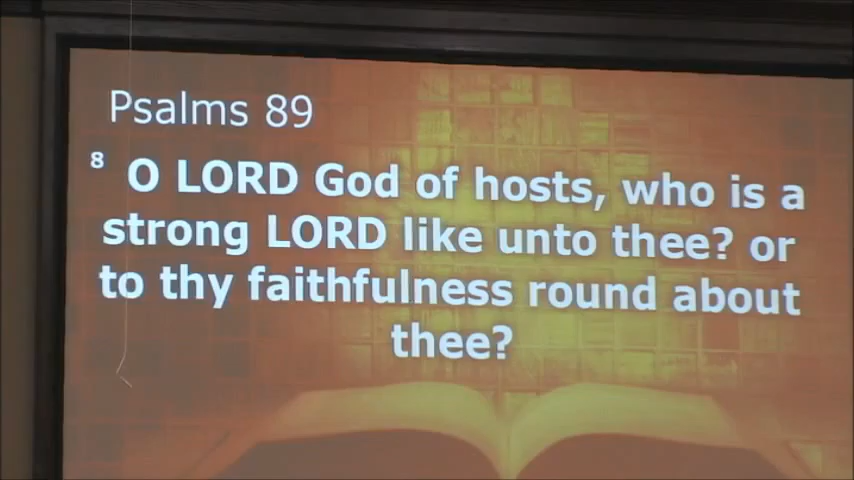 Psalms 89
8 O LORD God of hosts, who is a
strong LORD like unto thee? or
to thy faithfulness round about
thee?